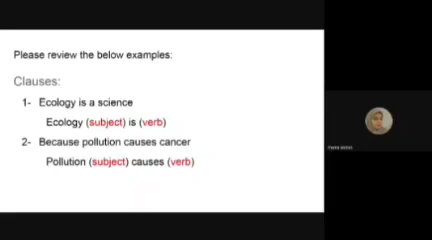 Please review the below examples:
Clauses:
1- Ecology is a science
Ecology (subject) is (verb)
2- Because pollution causes cancer
Pollution (subject) causes (verb)